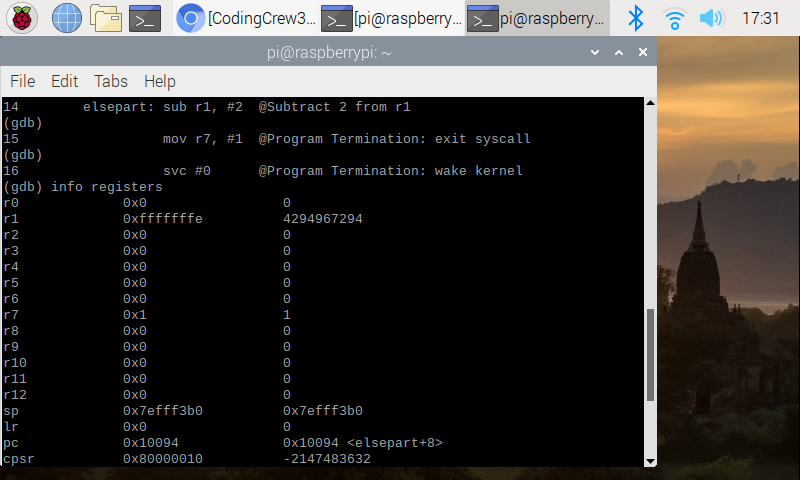 [CodingCrew3... [pi@raspberry... pi@raspberry... 17:31
pi@raspberrypi: ~
File Edit Tabs Help
14        elsepart: sub r1, #2  @Subtract 2 from r1
(gdb)
15                  mov r7, #1  @Program Termination: exit syscall
(gdb)
16                  svc #0      @Program Termination: wake kernel
(gdb) info registers
r0             0x0                 0
r1             0xfffffffe          4294967294
r2             0x0                 0
r3             0x0                 0
r4             0x0                 0
r5             0x0                 0
r6             0x0                 0
r7             0x1                 1
r8             0x0                 0
r9             0x0                 0
r10            0x0                 0
r11            0x0                 0
r12            0x0                 0
sp             0x7efff3b0          0x7efff3b0
lr             0x0                 0
pc             0x10094             0x10094 <elsepart+8>
cpsr           0x80000010          -2147483632